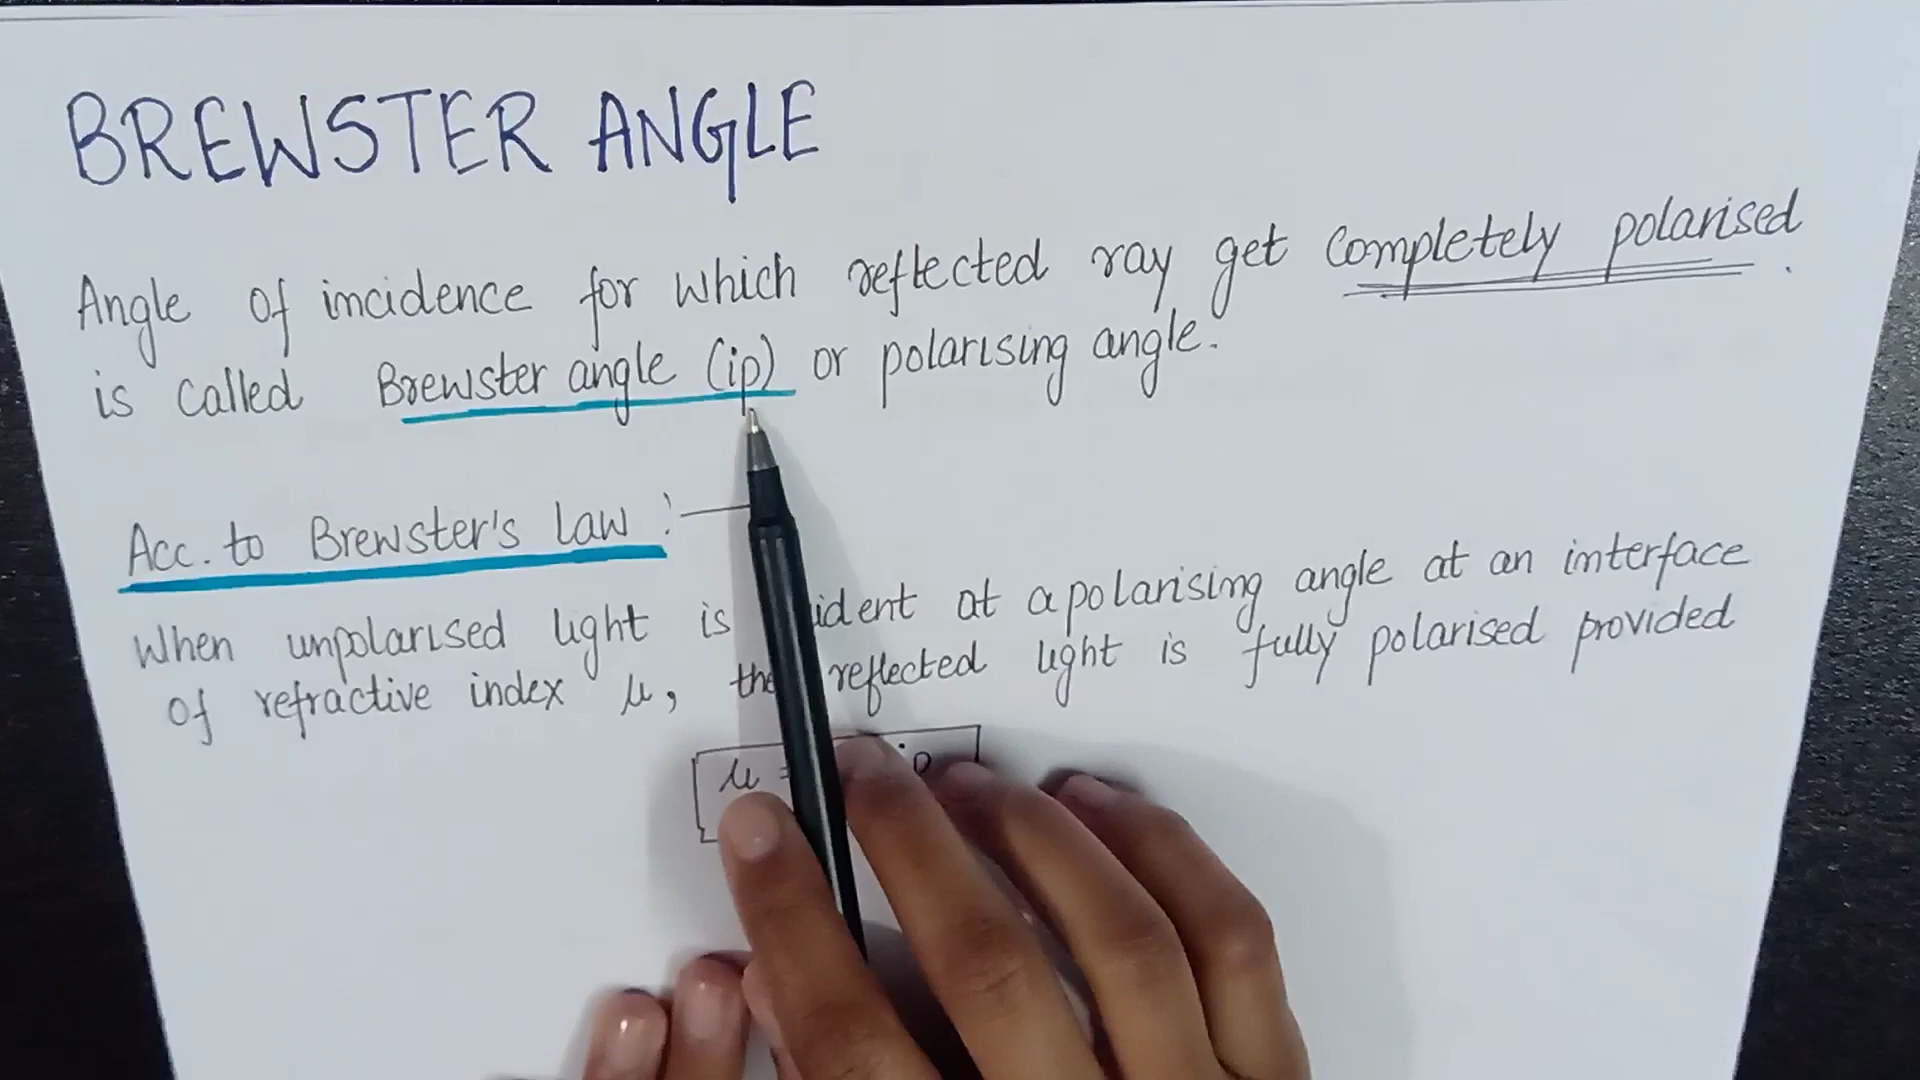 BREWSTER ANGLE
Angle of incidence for which reflected ray get completely polarised.
is called Brewster angle (ip) or polarising angle.
Acc. to Brewster's law :—
When unpolarised light is ident at a polarising angle at an interface
of refractive index μ, the reflected light is fully polarised provided
μ = ip